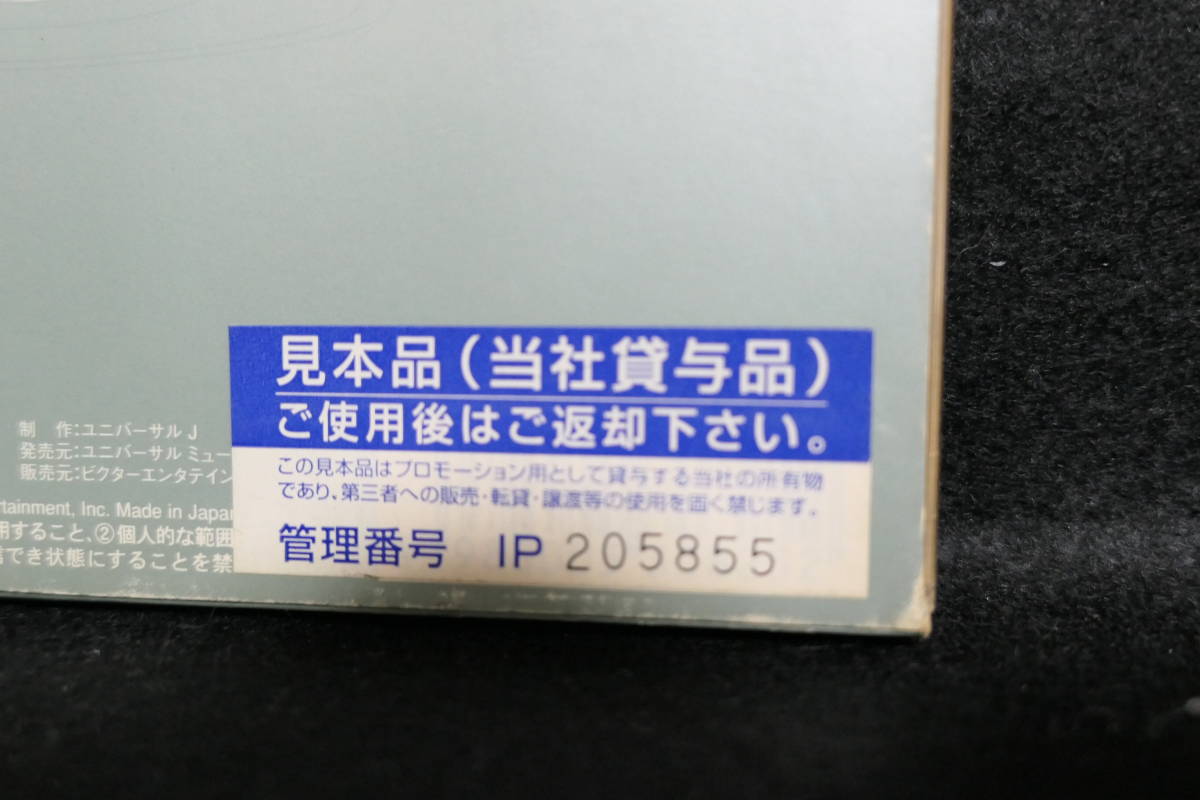 見本品(当社貸与品)
ご使用後はご返却下さい。
この見本品はプロモーション用として貸与する当社の所有物
であり、第三者への販売・転貸・譲渡等の使用を固く禁じます。
管理番号 IP 205855
制 作:ユニバーサル J
発売元:ユニバーサル ミュー
販売元:ビクターエンタテイン
rtainment, Inc. Made in Japan
用すること、②個人的な範囲
でき状態にすることを禁